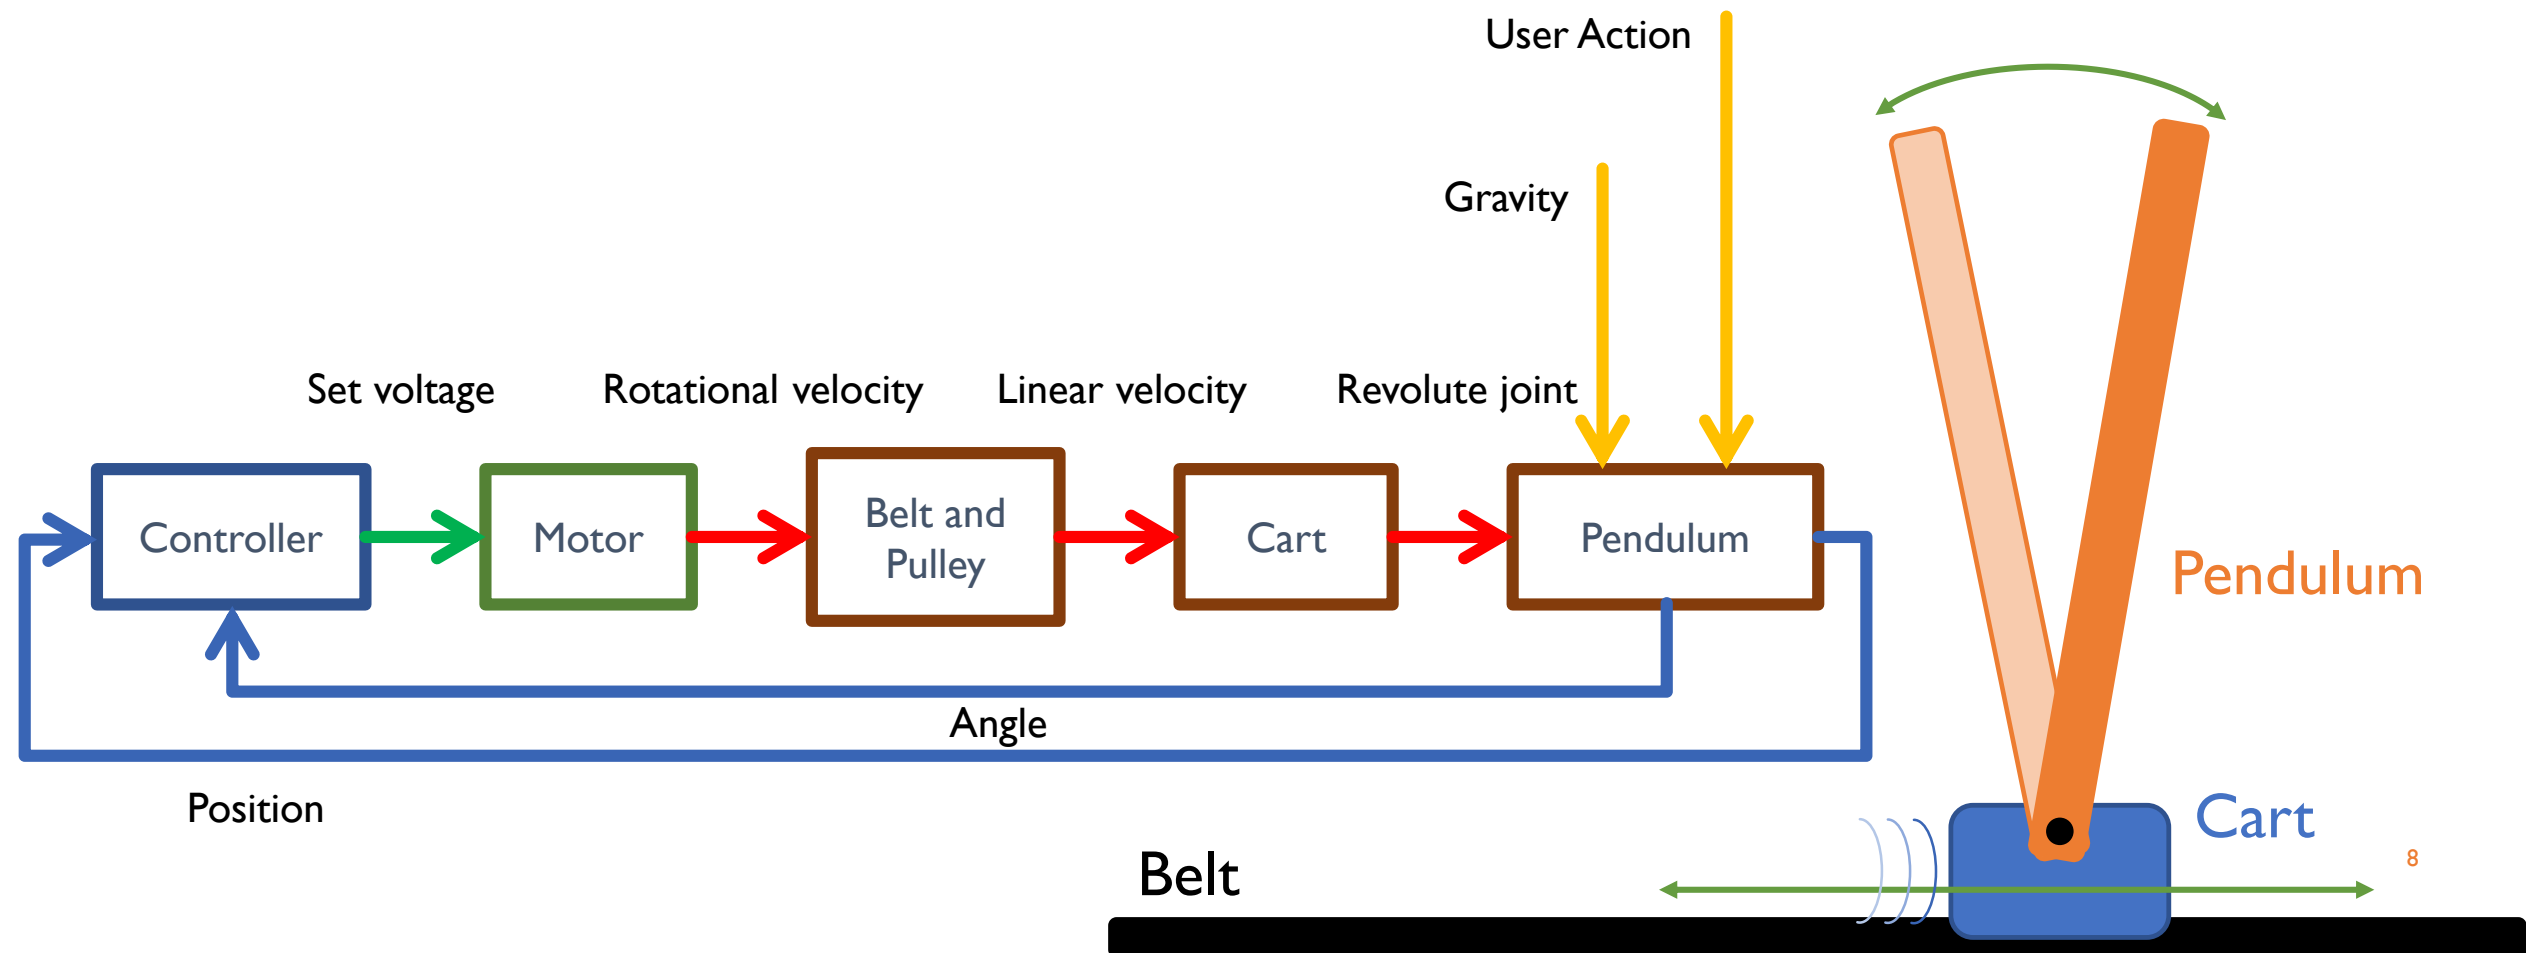 User Action
Gravity
Set voltage
Rotational velocity
Linear velocity
Revolute joint
Controller
Motor
Belt and
Pulley
Cart
Pendulum
Pendulum
Angle
Position
Cart
Belt
8